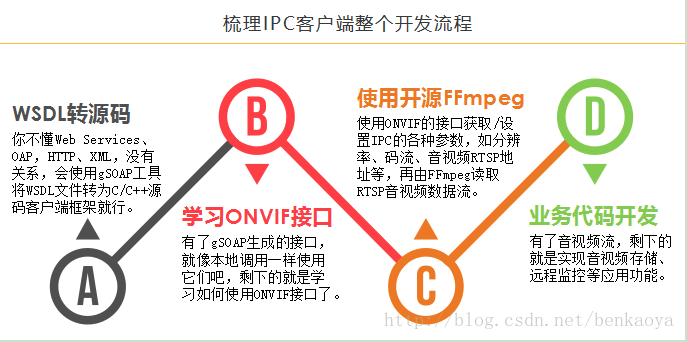 梳理IPC客户端整个开发流程
WSDL转源码
你不懂Web Services、
OAP，HTTP、XML，没有
关系，会使用gSOAP工具
将WSDL文件转为C/C++源
码客户端框架就行。
A
B
学习ONVIF接口
有了gSOAP生成的接口，
就像本地调用一样使用
它们吧，剩下的就是学
习如何使用ONVIF接口了。
使用开源FFmpeg
使用ONVIF的接口获取/设
置IPC的各种参数，如分辨
率、码流、音视频RTSP地
址等，再由FFmpeg读取
RTSP音视频数据流。
C
D
业务代码开发
有了音视频流，剩下的
就是实现音视频存储、
远程监控等应用功能。
http://blog.csdn.net/benkaoya